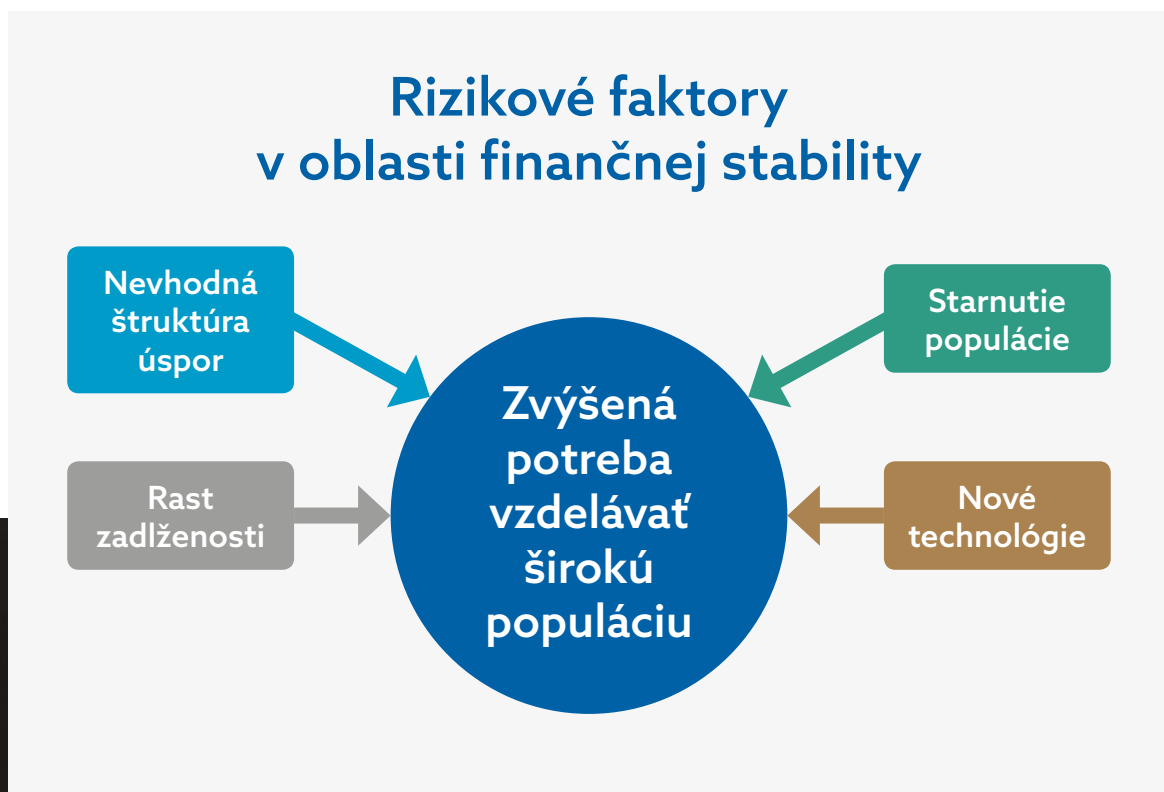 Rizikové faktory
v oblasti finančnej stability
Nevhodná
štruktúra
úspor
Rast
zadlženosti
Zvýšená
potreba
vzdelávať
širokú
populáciu
Starnutie
populácie
Nové
technológie